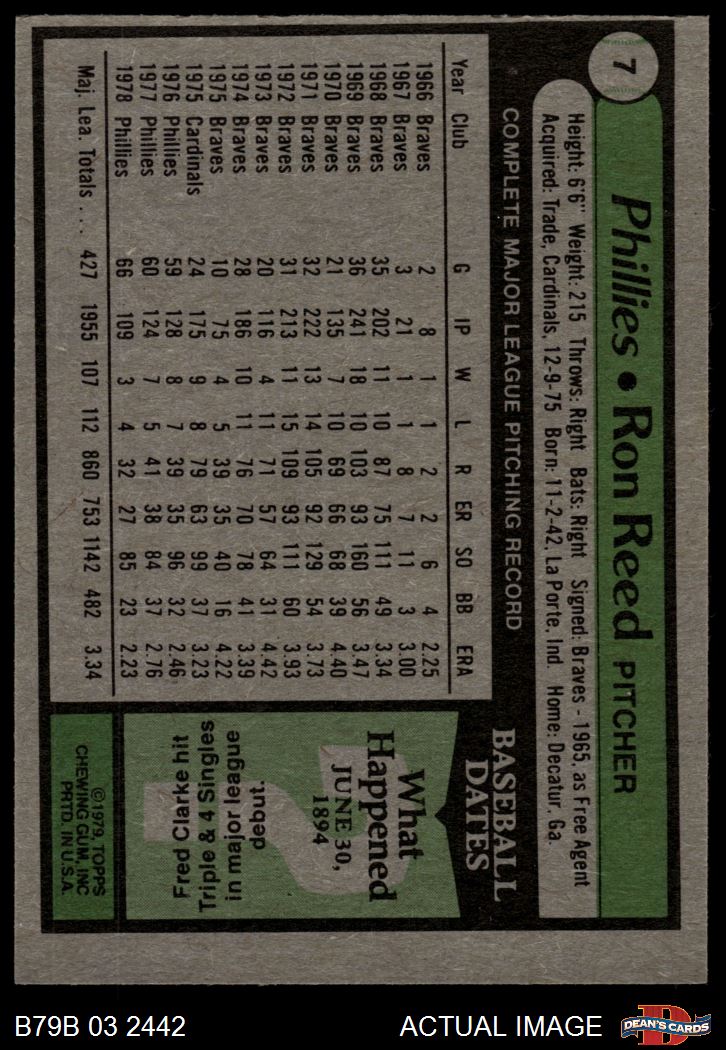 7
Phillies • Ron Reed PITCHER
Height: 6'6" Weight: 215 Throws: Right Bats: Right Signed: Braves - 1965, as Free Agent
Acquired: Trade, Cardinals, 12-9-75 Born: 11-2-42, La Porte, Ind. Home: Decatur, Ga.
COMPLETE MAJOR LEAGUE PITCHING RECORD
Year Club G IP W L R ER SO BB ERA
1966 Braves 2 8 1 1 2 2 6 4 2.25
1967 Braves 3 21 1 1 8 7 11 3 3.00
1968 Braves 35 202 11 10 87 75 111 49 3.34
1969 Braves 36 241 18 10 103 93 160 56 3.47
1970 Braves 21 135 7 10 69 66 68 39 4.40
1971 Braves 32 222 13 14 105 92 129 54 3.73
1972 Braves 31 213 11 15 109 93 111 60 3.93
1973 Braves 20 116 4 11 71 57 64 31 4.42
1974 Braves 28 186 10 11 76 70 78 41 3.39
1975 Braves 10 75 4 5 39 35 40 16 4.22
1975 Cardinals 24 175 9 8 79 63 99 37 3.23
1976 Phillies 59 128 8 7 39 35 96 32 2.46
1977 Phillies 60 124 7 5 41 38 84 37 2.76
1978 Phillies 66 109 3 4 32 27 85 23 2.23
Maj. Lea. Totals . . . 427 1955 107 112 860 753 1142 482 3.34
BASEBALL
DATES
What
Happened
JUNE 30,
1894
Fred Clarke hit
Triple & 4 Singles
in major league
debut.
©1979, TOPPS
CHEWING GUM, INC
PRTD. IN U.S.A.
B79B 03 2442 ACTUAL IMAGE
DEAN'S CARDS